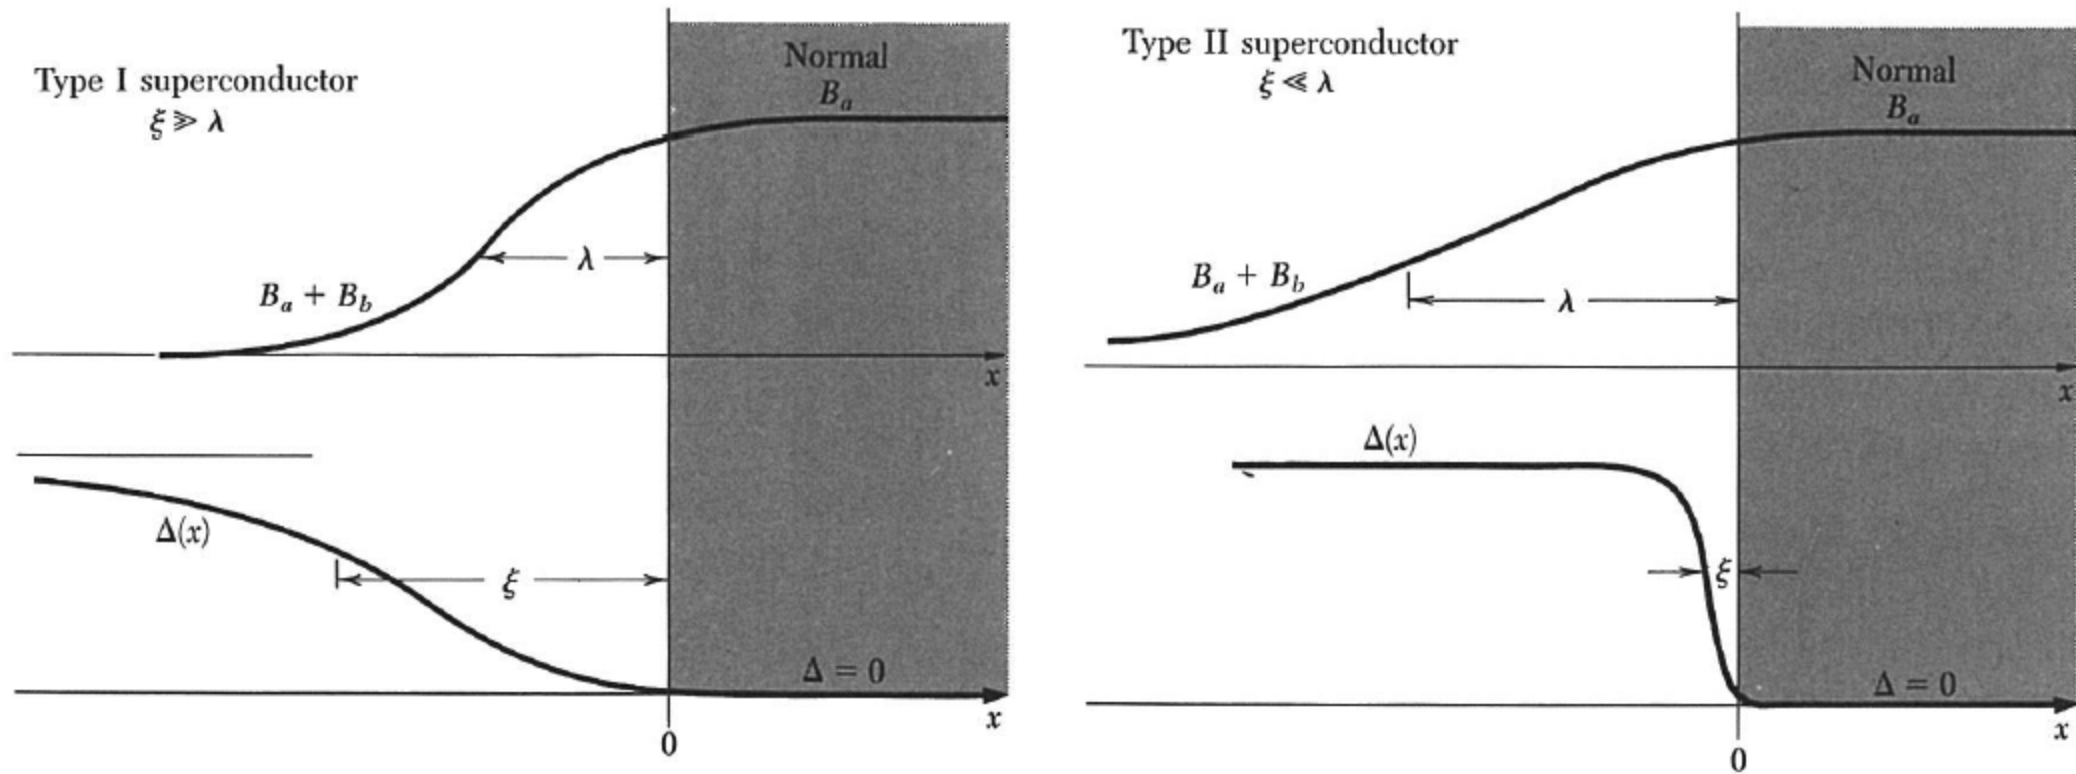 Type I superconductor
ξ ≫ λ
Normal
B_a
λ
B_a + B_b
x
Δ(x)
ξ
Δ = 0
x
0
Type II superconductor
ξ ≪ λ
Normal
B_a
B_a + B_b
λ
x
Δ(x)
ξ
Δ = 0
x
0